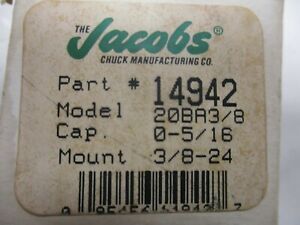 THE
Jacobs®
CHUCK MANUFACTURING CO.
Part # 14942
Model 20BA3/8
Cap. 0-5/16
Mount 3/8-24